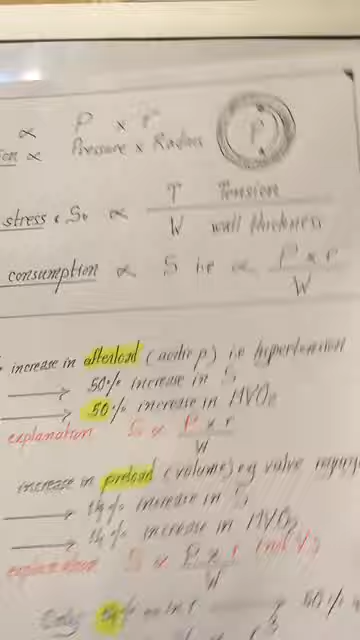 ∝ P × r
∝ Pressure × Radius
P
stress : S ∝ T Tension
W wall thickness
consumption ∝ S ie ∝ P × r
W
increase in afterload (aortic p) i.e hypertension
→ 50% increase in S
→ 50% increase in MVO2
explanation S ∝ P × r
W
increase in preload (volume) eg valve
→ increase in S
→ increase in MVO2
explanation S ∝ P × r
W
Only